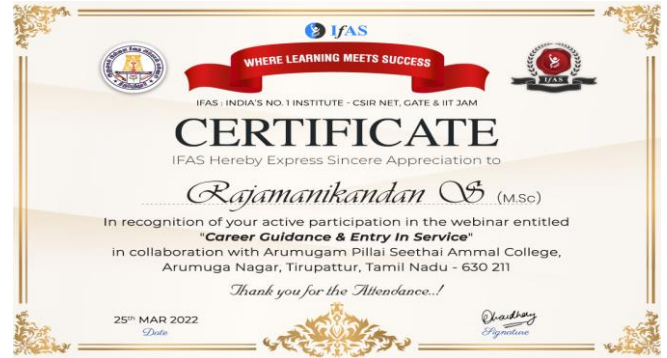 IfAS
WHERE LEARNING MEETS SUCCESS
IFAS
IFAS : INDIA'S NO. 1 INSTITUTE - CSIR NET, GATE & IIT JAM
CERTIFICATE
IFAS Hereby Express Sincere Appreciation to
Rajamanikandan S (M.Sc)
In recognition of your active participation in the webinar entitled
"Career Guidance & Entry In Service"
in collaboration with Arumugam Pillai Seethai Ammal College,
Arumuga Nagar, Tirupattur, Tamil Nadu - 630 211
Thank you for the Attendance..!
25th MAR 2022
Date
Chaudhary
Signature